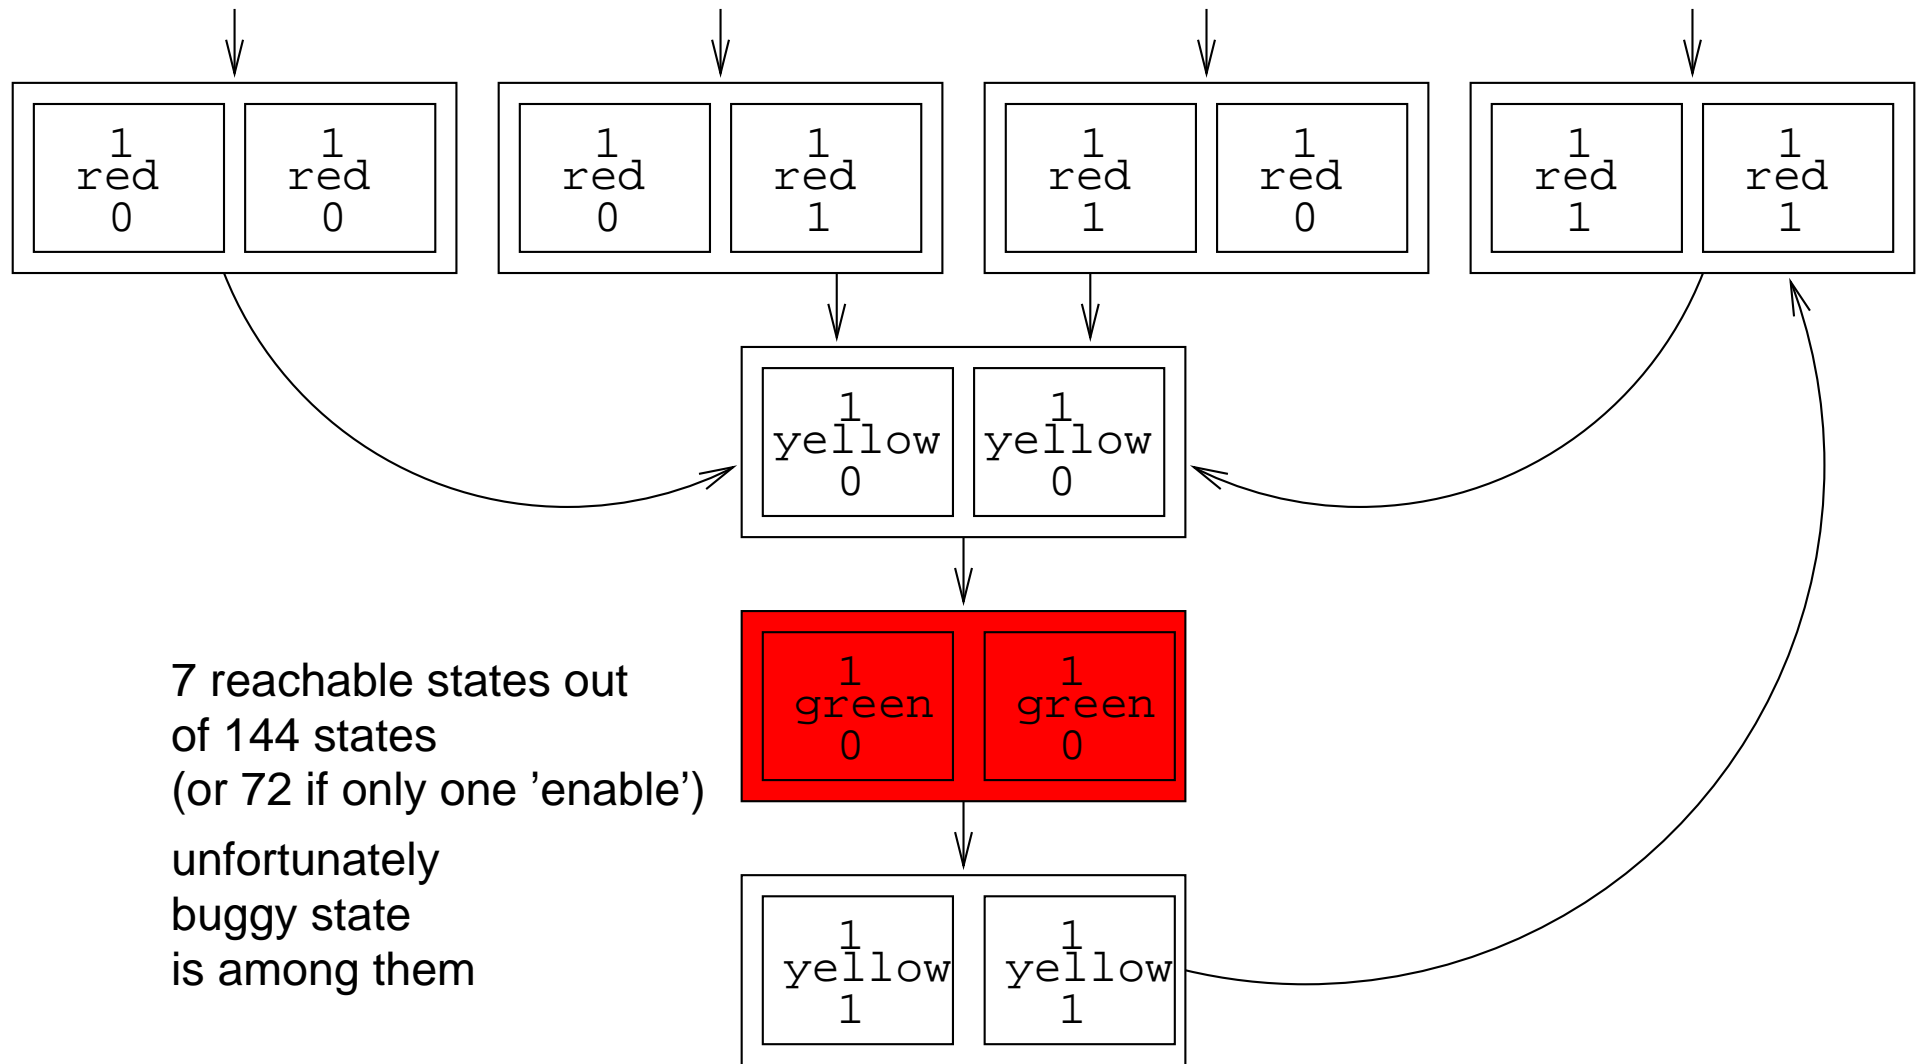 1 1 1 1 1 1 1 1
red red red red red red red red
0 0 0 1 1 0 1 1
1 1
yellow yellow
0 0
1 1
green green
0 0
7 reachable states out
of 144 states
(or 72 if only one ’enable’)
unfortunately
buggy state
is among them
1 1
yellow yellow
1 1